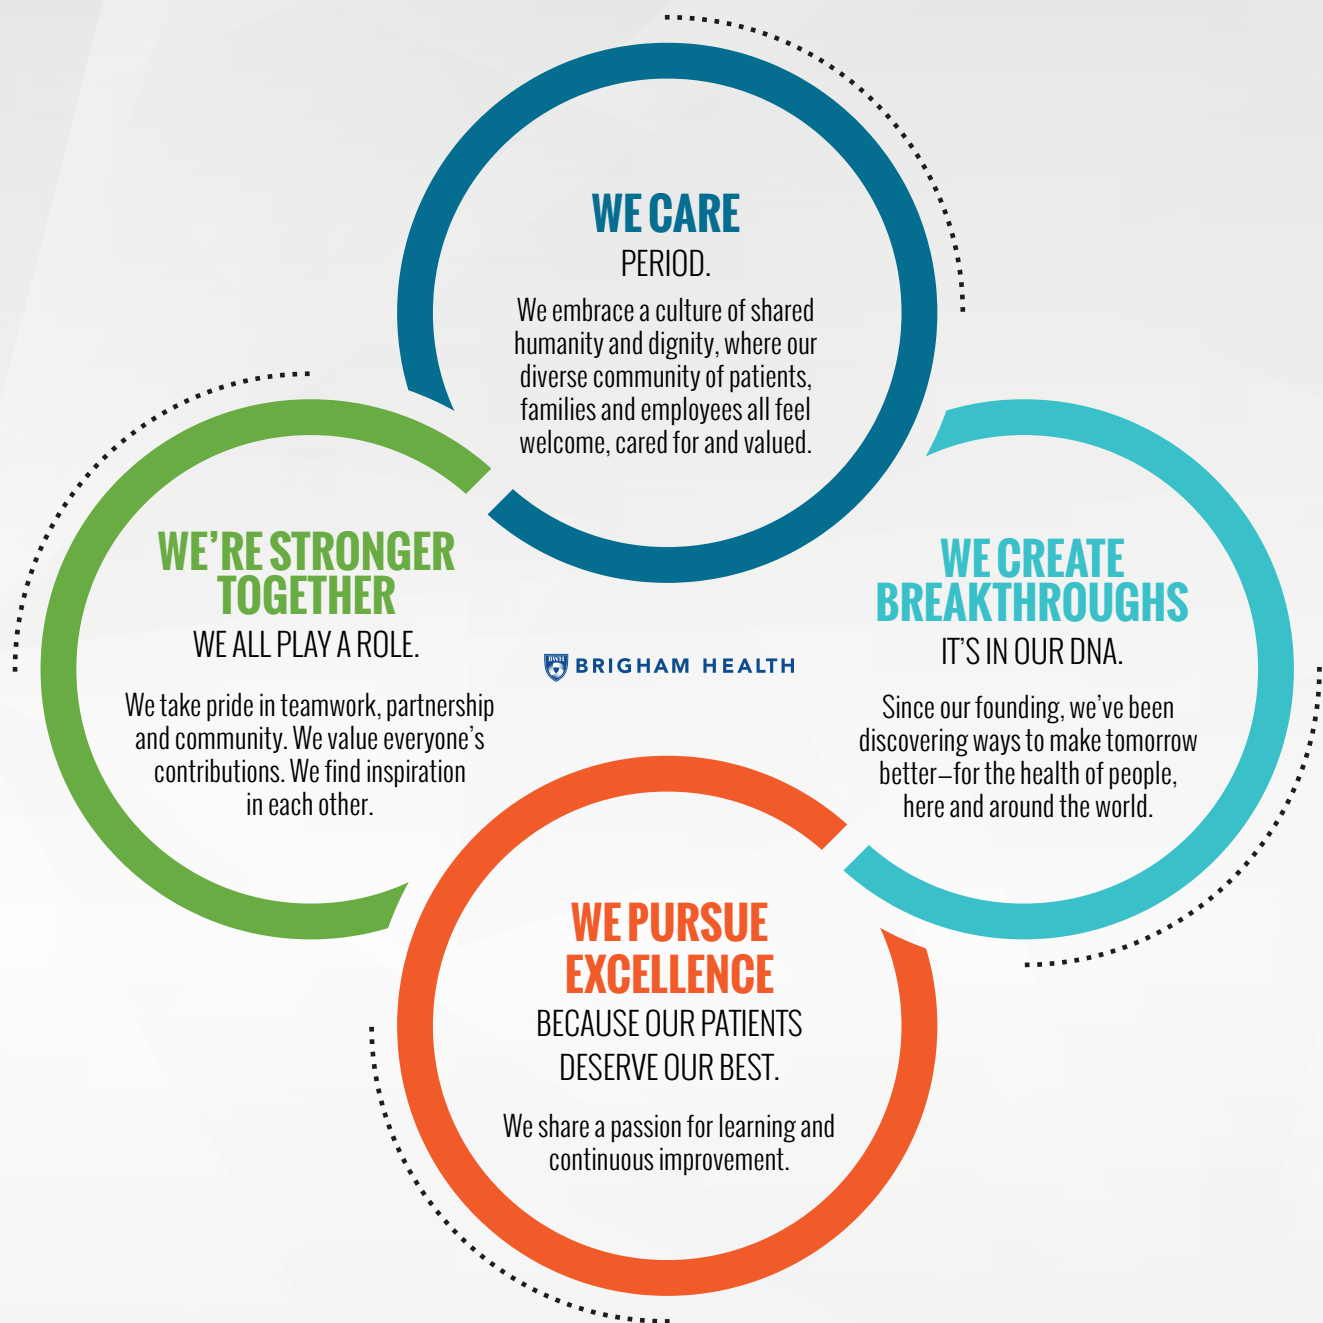 WE CARE
PERIOD.
We embrace a culture of shared
humanity and dignity, where our
diverse community of patients,
families and employees all feel
welcome, cared for and valued.
WE'RE STRONGER
TOGETHER
WE ALL PLAY A ROLE.
We take pride in teamwork, partnership
and community. We value everyone's
contributions. We find inspiration
in each other.
BWH
BRIGHAM HEALTH
WE CREATE
BREAKTHROUGHS
IT'S IN OUR DNA.
Since our founding, we've been
discovering ways to make tomorrow
better—for the health of people,
here and around the world.
WE PURSUE
EXCELLENCE
BECAUSE OUR PATIENTS
DESERVE OUR BEST.
We share a passion for learning and
continuous improvement.